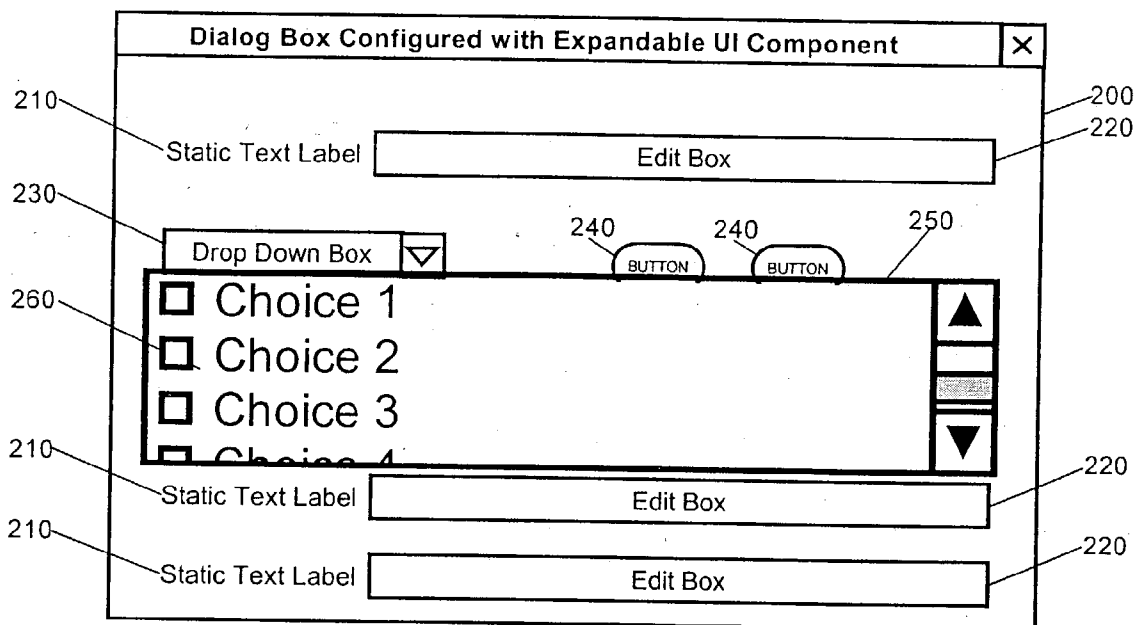 Dialog Box Configured with Expandable UI Component
210
200
220
Static Text Label
Edit Box
230
240
240
250
Drop Down Box
BUTTON
BUTTON
260
Choice 1
Choice 2
Choice 3
Choice 4
210
220
Static Text Label
Edit Box
210
220
Static Text Label
Edit Box